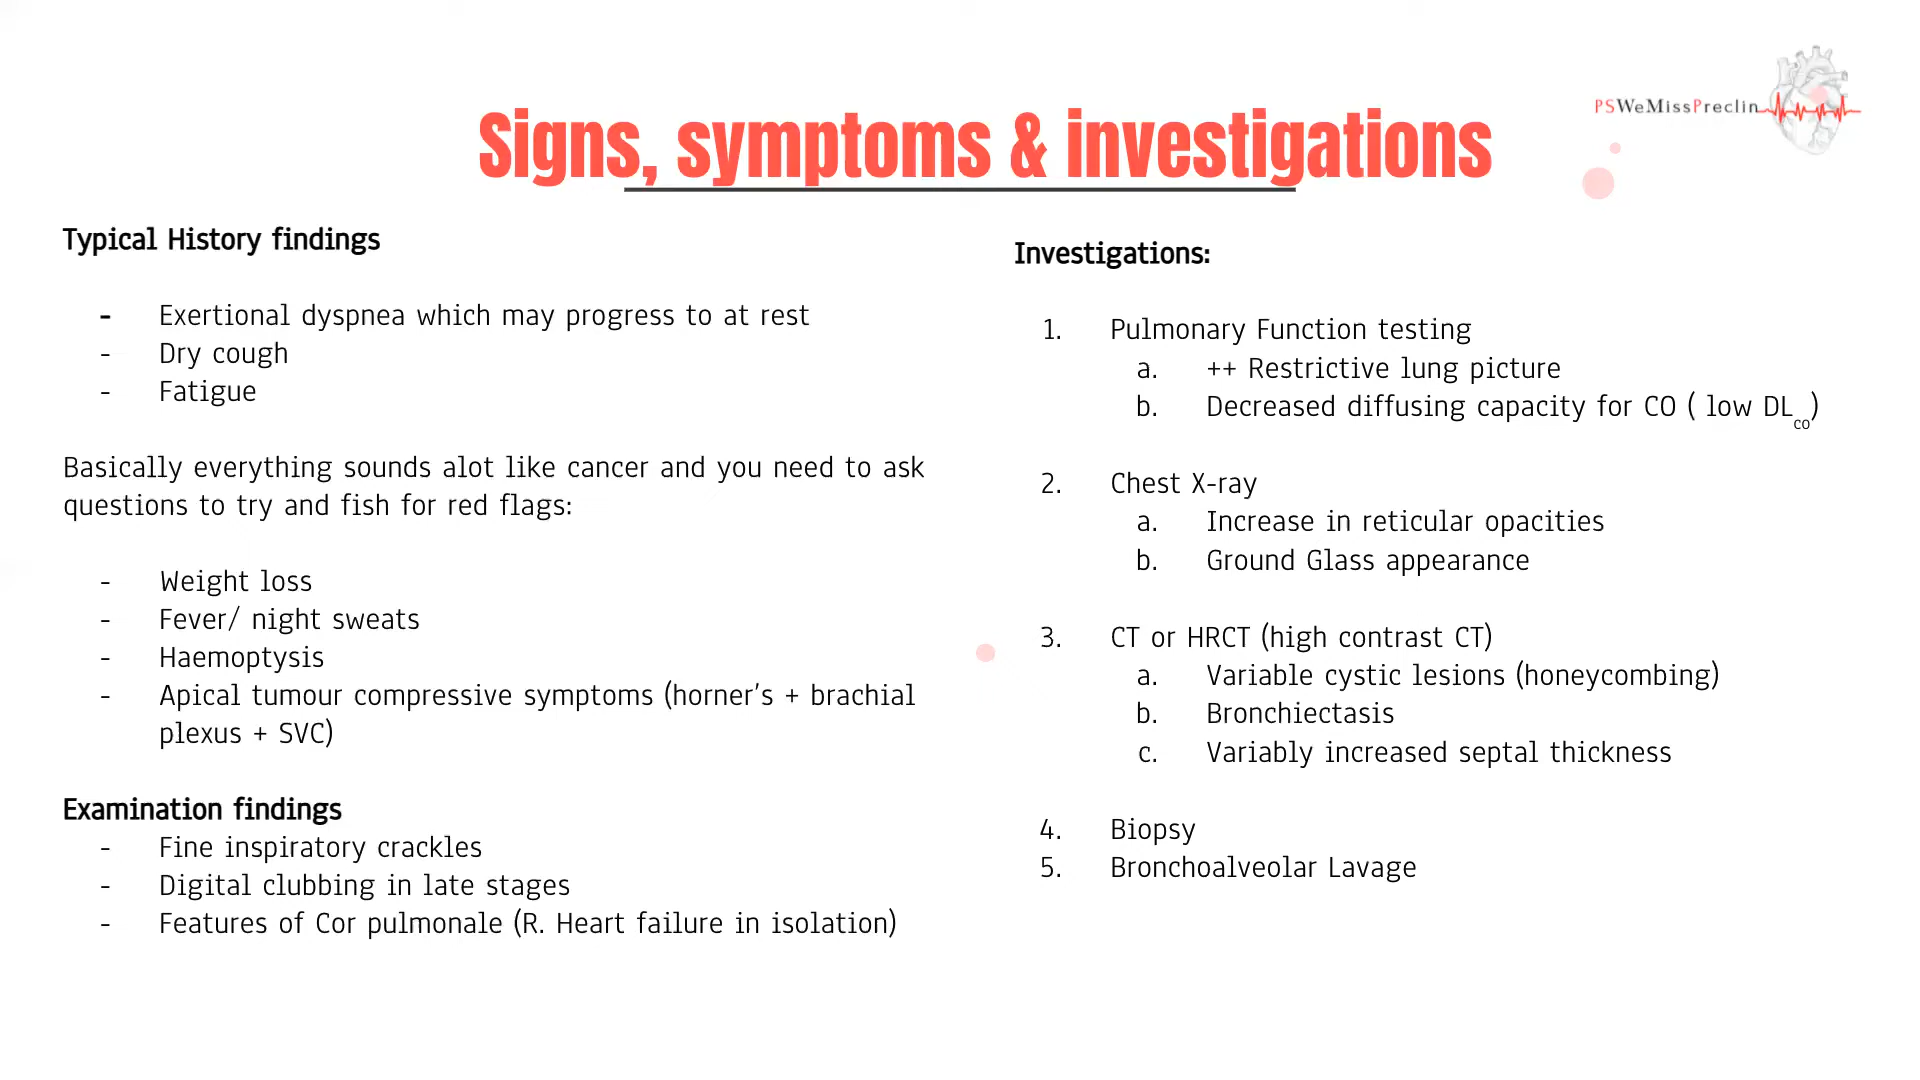 PSWeMissPreclin
Signs, symptoms & investigations
Typical History findings
- Exertional dyspnea which may progress to at rest
- Dry cough
- Fatigue
Basically everything sounds alot like cancer and you need to ask
questions to try and fish for red flags:
- Weight loss
- Fever/ night sweats
- Haemoptysis
- Apical tumour compressive symptoms (horner's + brachial
plexus + SVC)
Examination findings
- Fine inspiratory crackles
- Digital clubbing in late stages
- Features of Cor pulmonale (R. Heart failure in isolation)
Investigations:
1. Pulmonary Function testing
a. ++ Restrictive lung picture
b. Decreased diffusing capacity for CO ( low DLco)
2. Chest X-ray
a. Increase in reticular opacities
b. Ground Glass appearance
3. CT or HRCT (high contrast CT)
a. Variable cystic lesions (honeycombing)
b. Bronchiectasis
c. Variably increased septal thickness
4. Biopsy
5. Bronchoalveolar Lavage